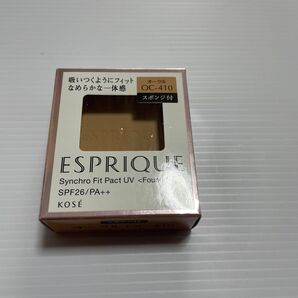 吸いつくようにフィット
なめらかな一体感
オークル
OC-410
スポンジ付
ESPRIQUE
ESPRIQUE
Synchro Fit Pact UV
SPF26/PA++
KOSÉ